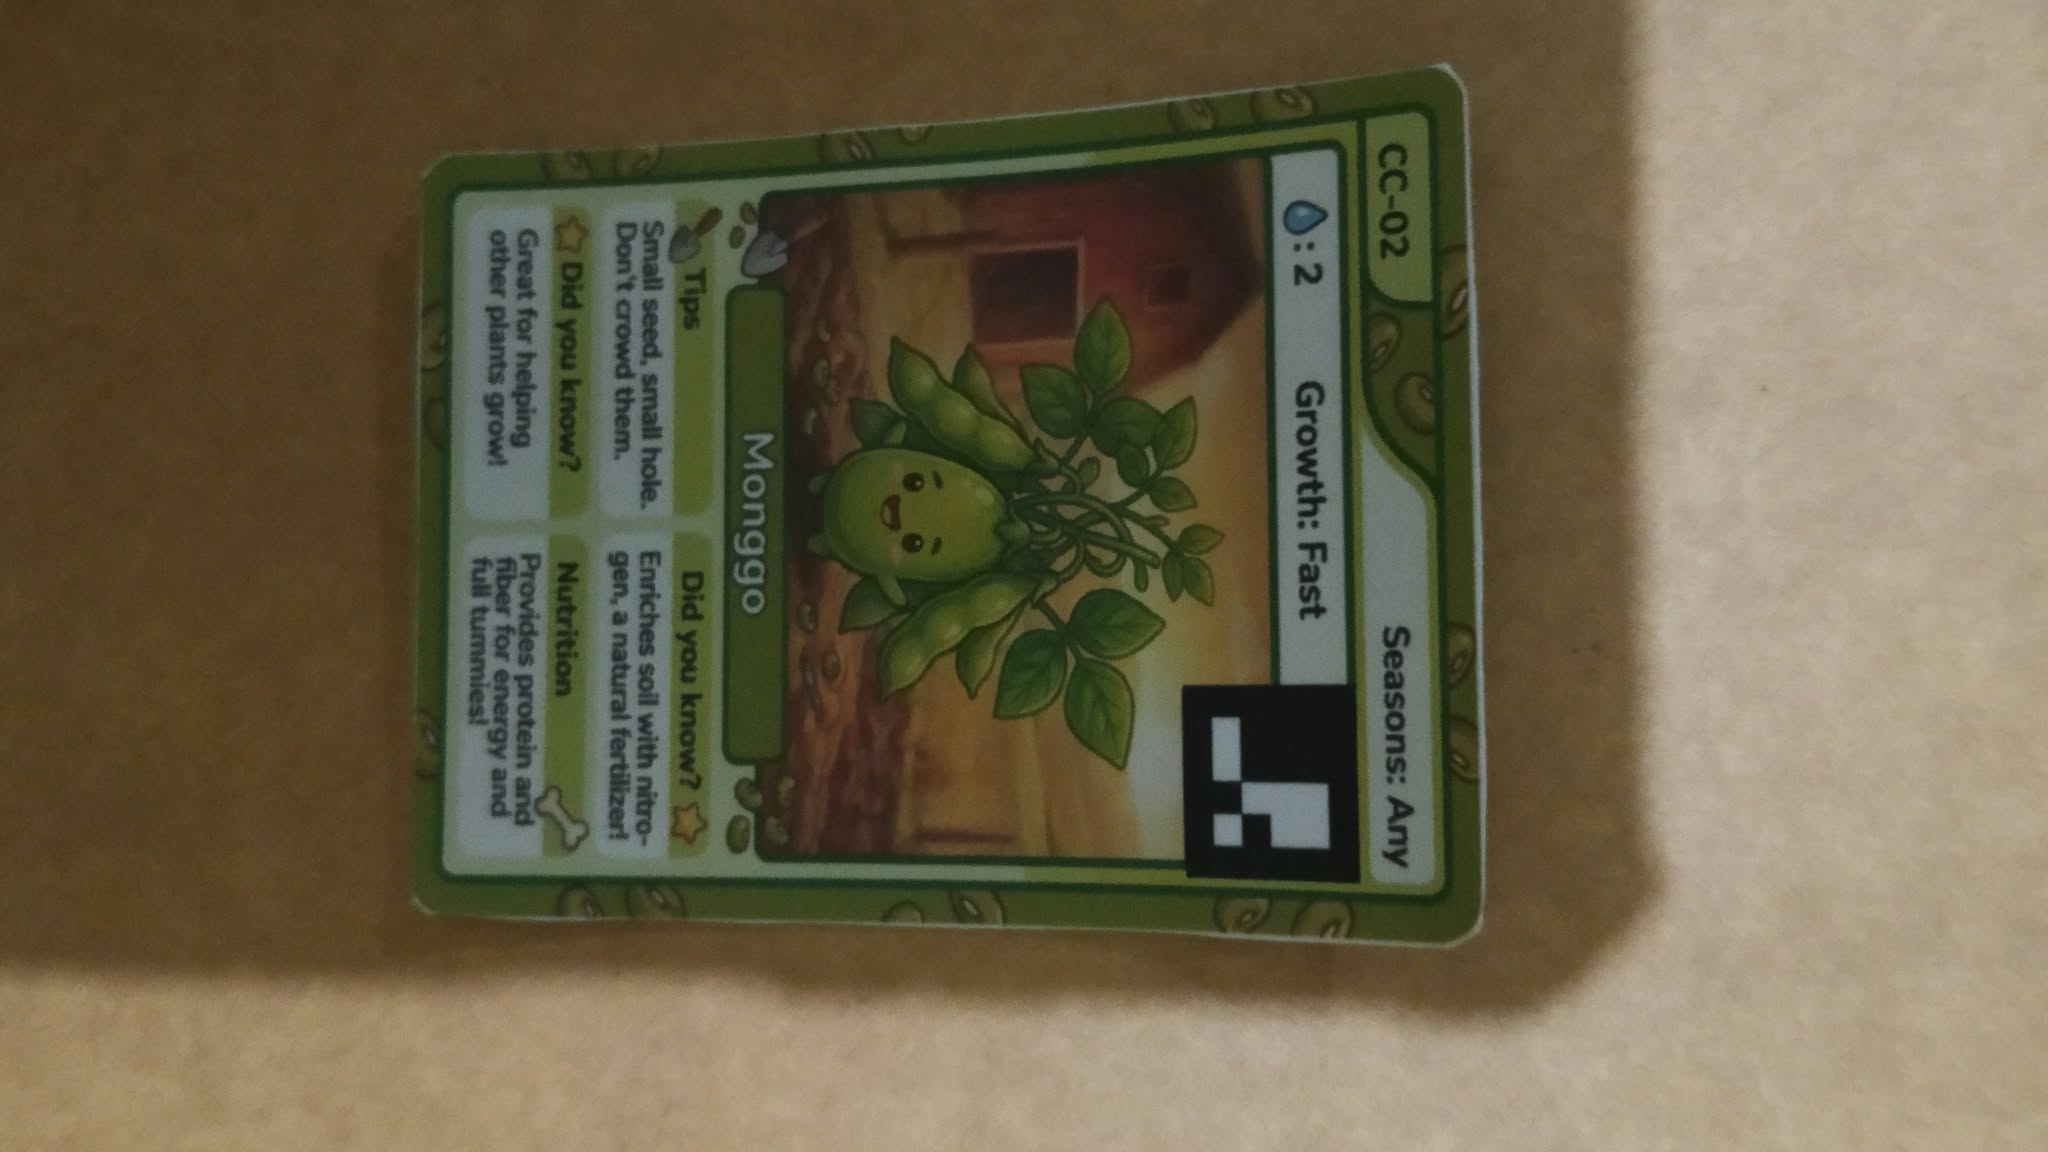 CC-02
Seasons: Any
: 2
Growth: Fast
Monggo
Tips
Small seed, small hole.
Don't crowd them.
Did you know?
Enriches soil with nitro-
gen, a natural fertilizer!
Did you know?
Great for helping
other plants grow!
Nutrition
Provides protein and
fiber for energy and
full tummies!